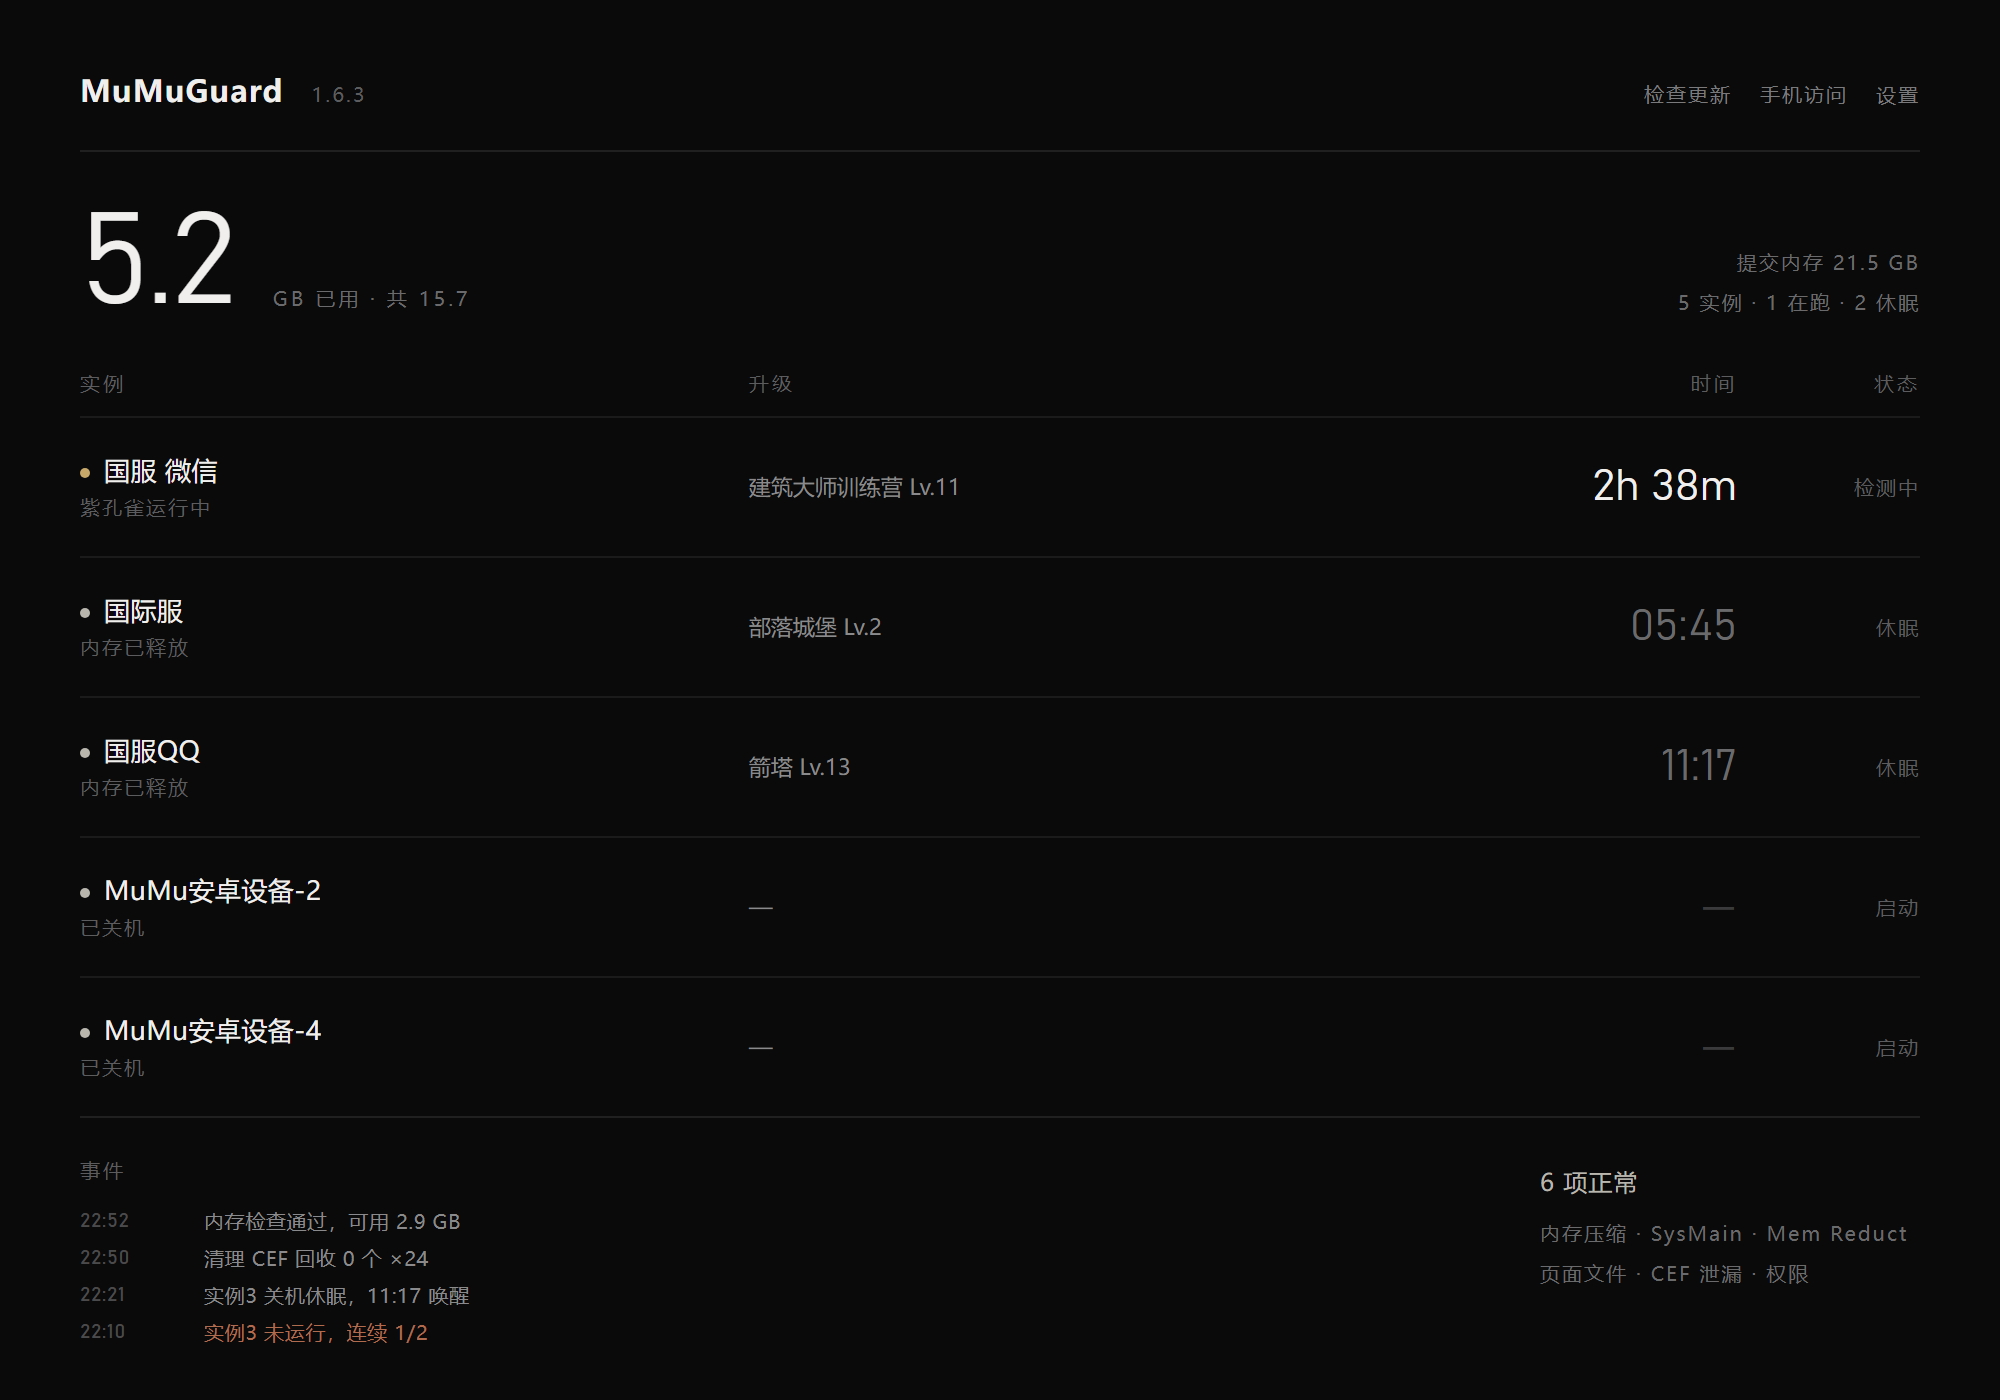 MuMuGuard 1.6.3 检查更新 手机访问 设置
5.2 GB 已用 · 共 15.7
提交内存 21.5 GB
5 实例 · 1 在跑 · 2 休眠
实例 升级 时间 状态
国服 微信
紫孔雀运行中
建筑大师训练营 Lv.11 2h 38m 检测中
国际服
内存已释放
部落城堡 Lv.2 05:45 休眠
国服QQ
内存已释放
箭塔 Lv.13 11:17 休眠
MuMu安卓设备-2
已关机
— — 启动
MuMu安卓设备-4
已关机
— — 启动
事件
22:52 内存检查通过，可用 2.9 GB
22:50 清理 CEF 回收 0 个 ×24
22:21 实例3 关机休眠，11:17 唤醒
22:10 实例3 未运行，连续 1/2
6 项正常
内存压缩 · SysMain · Mem Reduct
页面文件 · CEF 泄漏 · 权限